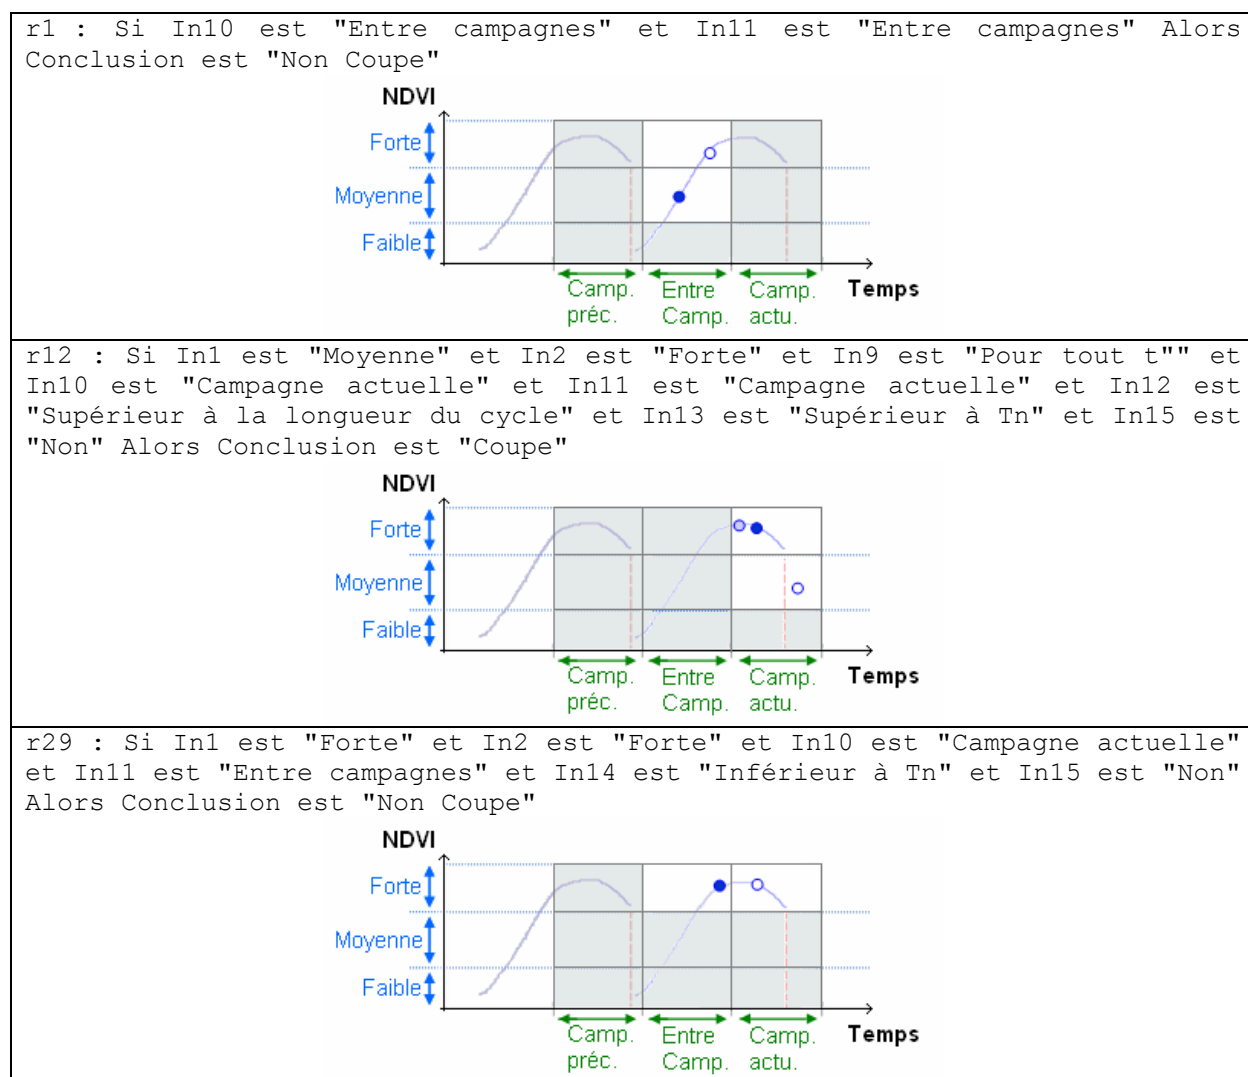 r1 : Si In10 est "Entre campagnes" et In11 est "Entre campagnes" Alors
Conclusion est "Non Coupe"
NDVI
Forte
Moyenne
Faible
Camp. préc.
Entre Camp.
Camp. actu.
Temps
r12 : Si In1 est "Moyenne" et In2 est "Forte" et In9 est "Pour tout t"" et
In10 est "Campagne actuelle" et In11 est "Campagne actuelle" et In12 est
"Supérieur à la longueur du cycle" et In13 est "Supérieur à Tn" et In15 est
"Non" Alors Conclusion est "Coupe"
NDVI
Forte
Moyenne
Faible
Camp. préc.
Entre Camp.
Camp. actu.
Temps
r29 : Si In1 est "Forte" et In2 est "Forte" et In10 est "Campagne actuelle"
et In11 est "Entre campagnes" et In14 est "Inférieur à Tn" et In15 est "Non"
Alors Conclusion est "Non Coupe"
NDVI
Forte
Moyenne
Faible
Camp. préc.
Entre Camp.
Camp. actu.
Temps